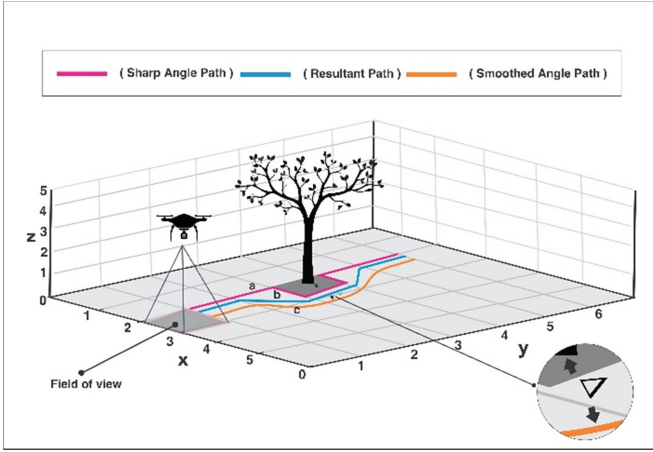 ( Sharp Angle Path ) ( Resultant Path ) ( Smoothed Angle Path )
5
4
3
2
1
0
z
1
2
3
4
5
x
0
1
2
3
4
5
6
y
a
b
c
Field of view